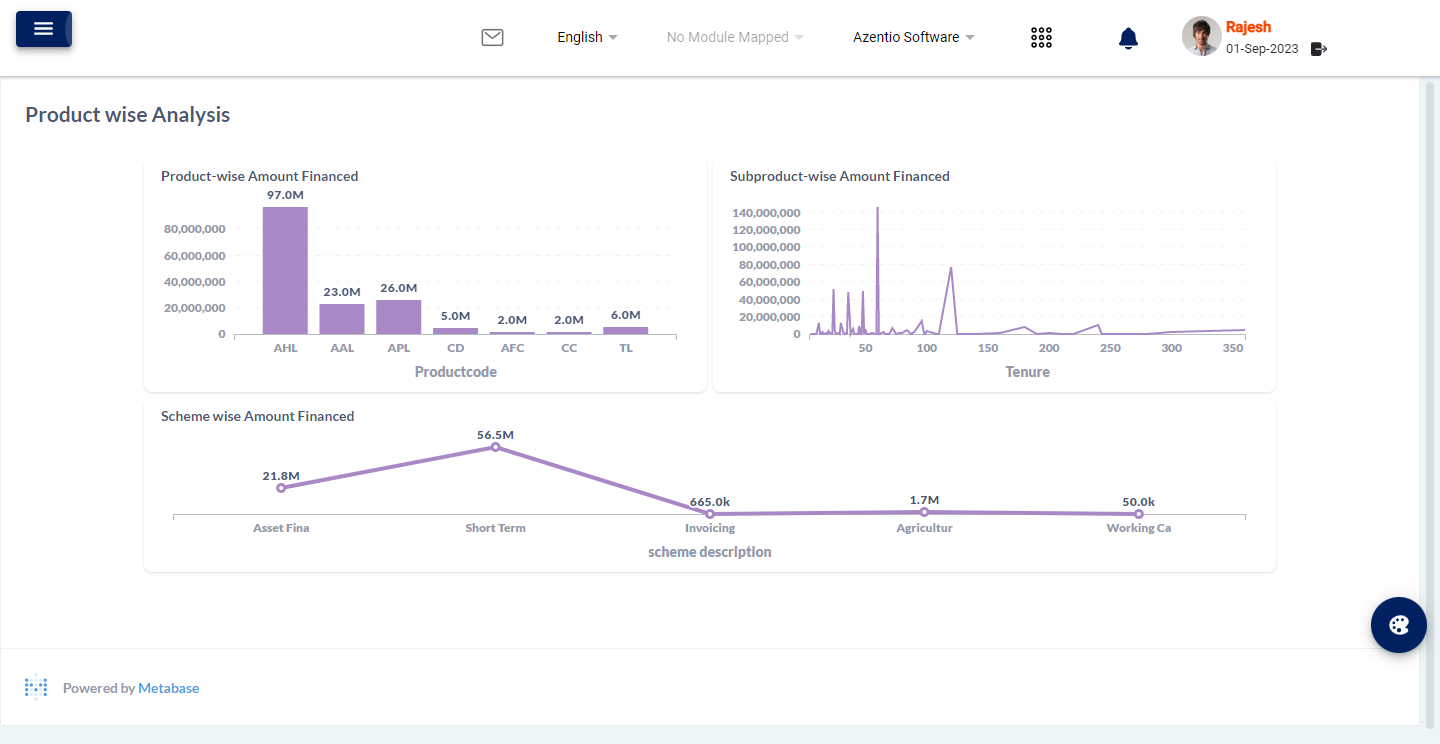 English
No Module Mapped
Azentio Software
Rajesh
01-Sep-2023
Product wise Analysis
Product-wise Amount Financed
97.0M
80,000,000
60,000,000
40,000,000
20,000,000
0
23.0M
26.0M
5.0M
2.0M
2.0M
6.0M
AHL AAL APL CD AFC CC TL
Productcode
Subproduct-wise Amount Financed
140,000,000
120,000,000
100,000,000
80,000,000
60,000,000
40,000,000
20,000,000
0
50 100 150 200 250 300 350
Tenure
Scheme wise Amount Financed
21.8M
56.5M
665.0k
1.7M
50.0k
Asset Fina Short Term Invoicing Agricultur Working Ca
scheme description
Powered by Metabase